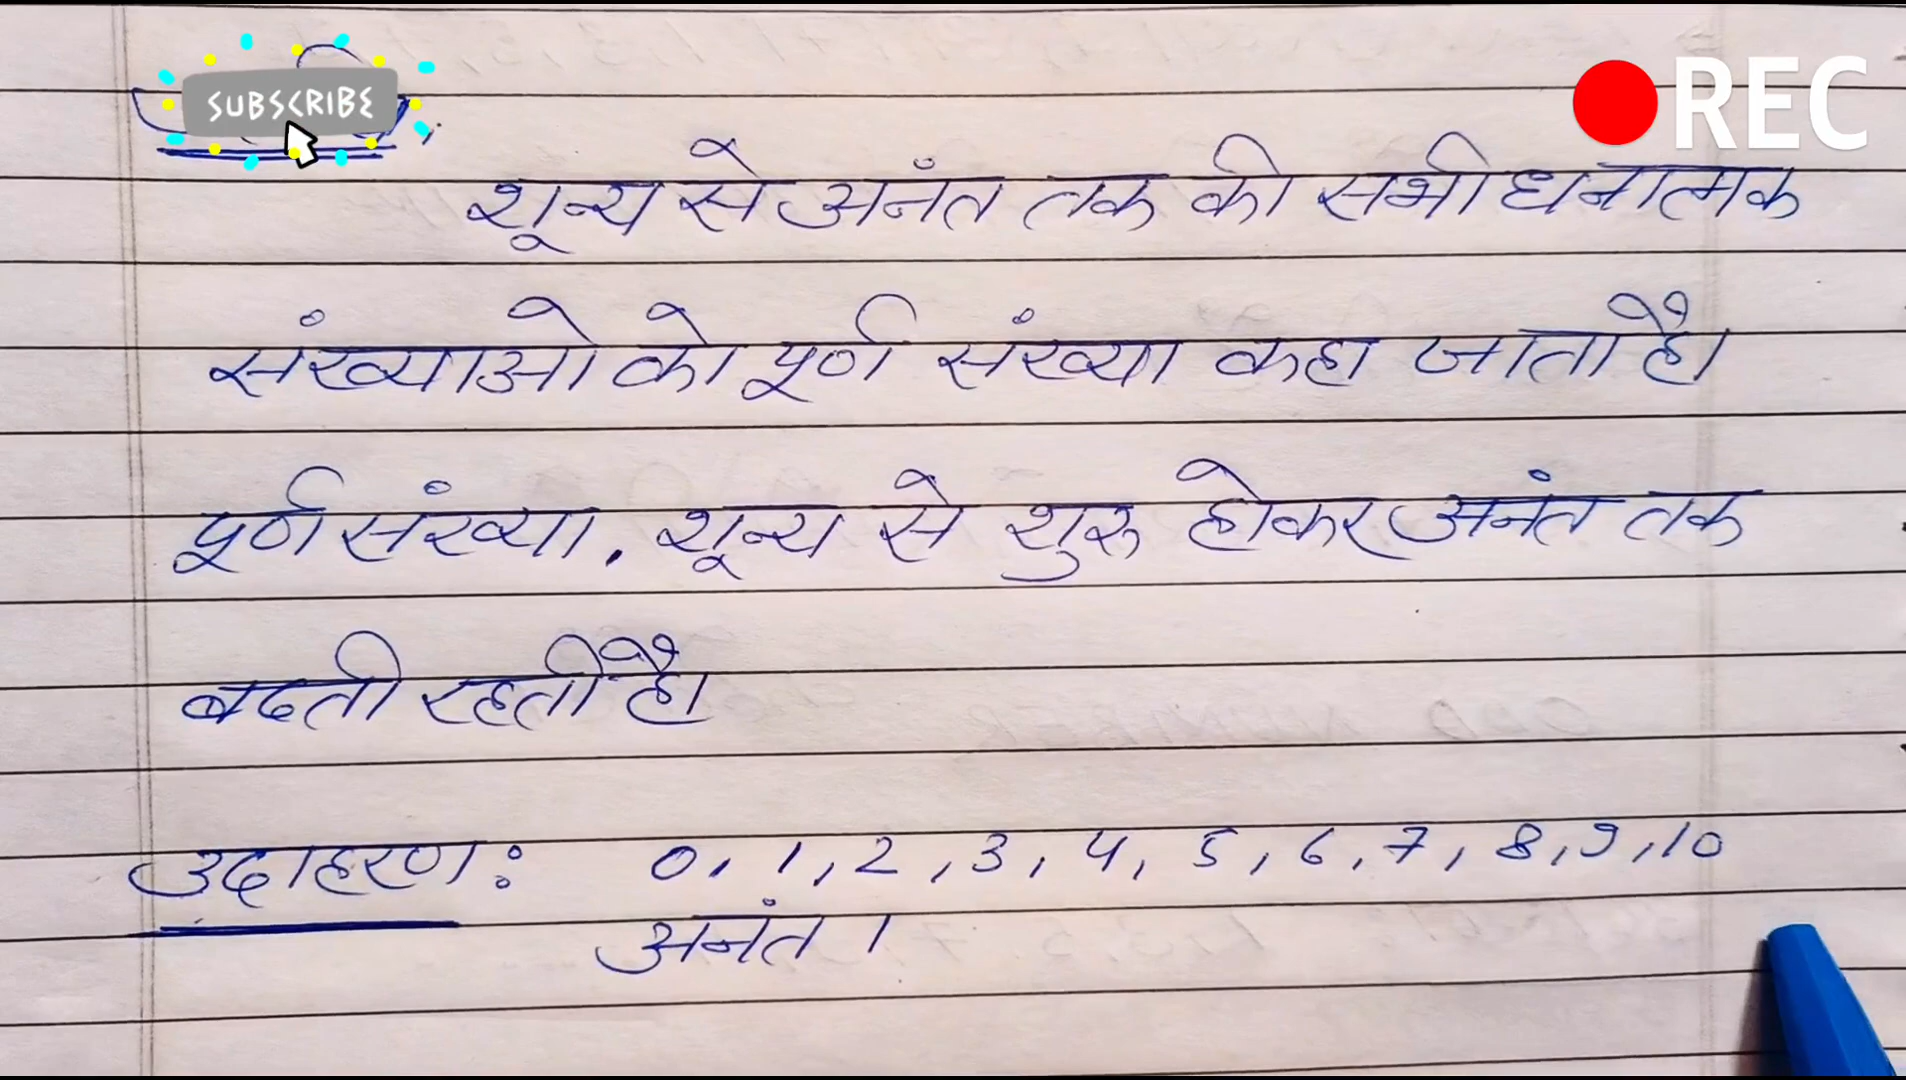 SUBSCRIBE
REC
शून्य से अनंत तक की सभी धनात्मक
संख्याओ को पूर्ण संख्या कहा जाता है।
पूर्ण संख्या. शून्य से शुरू होकर अनंत तक
बढती रहती है।
उदाहरण: 0, 1, 2, 3, 4, 5, 6, 7, 8, 9, 10
अनंत।